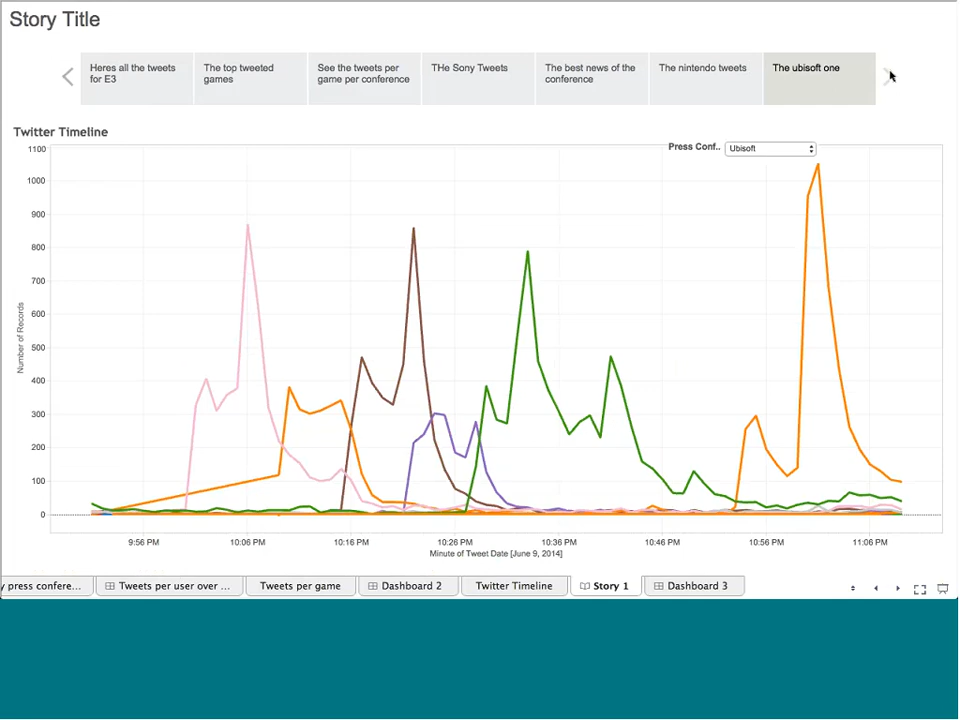 Story Title
Heres all the tweets
for E3
The top tweeted
games
See the tweets per
game per conference
THe Sony Tweets
The best news of the
conference
The nintendo tweets
The ubisoft one
Twitter Timeline
Press Conf..
Ubisoft
1100
1000
900
800
700
600
500
400
300
200
100
0
Number of Records
9:56 PM
10:06 PM
10:16 PM
10:26 PM
10:36 PM
10:46 PM
10:56 PM
11:06 PM
Minute of Tweet Date [June 9, 2014]
y press confere...
Tweets per user over ...
Tweets per game
Dashboard 2
Twitter Timeline
Story 1
Dashboard 3